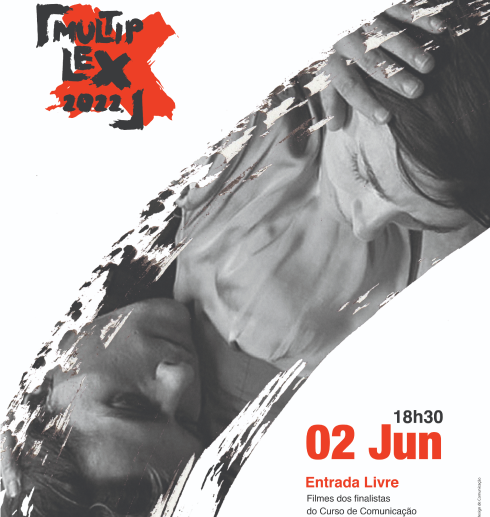 MULTIP
LEX
2022
18h30
02 Jun
Entrada Livre
Filmes dos finalistas
do Curso de Comunicação